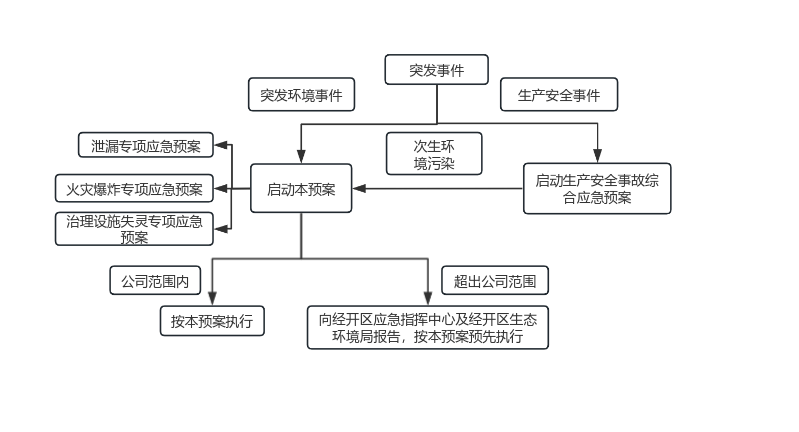 突发事件
突发环境事件
生产安全事件
泄漏专项应急预案
次生环
境污染
火灾爆炸专项应急预案
启动本预案
启动生产安全事故综
合应急预案
治理设施失灵专项应急
预案
公司范围内
超出公司范围
按本预案执行
向经开区应急指挥中心及经开区生态
环境局报告，按本预案预先执行